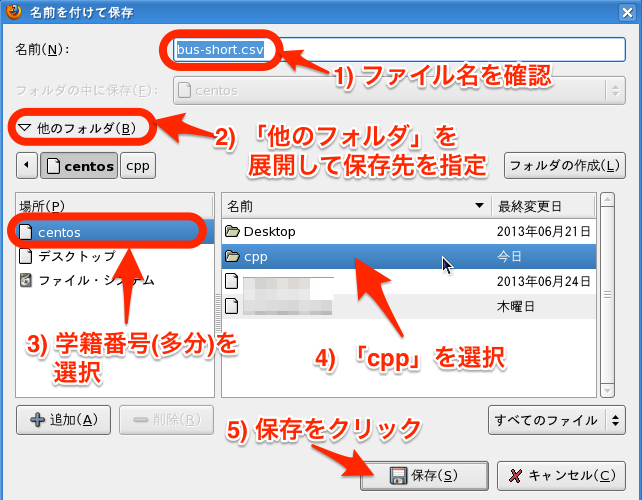 名前を付けて保存
名前(N):
bus-short.csv
1) ファイル名を確認
フォルダの中に保存(F):
centos
他のフォルダ(B)
2) 「他のフォルダ」を
展開して保存先を指定
centos
cpp
フォルダの作成(L)
場所(P)
名前
最終変更日
centos
Desktop
2013年06月21日
デスクトップ
cpp
今日
ファイル・システム
2013年06月24日
木曜日
3) 学籍番号(多分)を
選択
4) 「cpp」を選択
追加(A)
削除(R)
すべてのファイル
5) 保存をクリック
保存(S)
キャンセル(C)